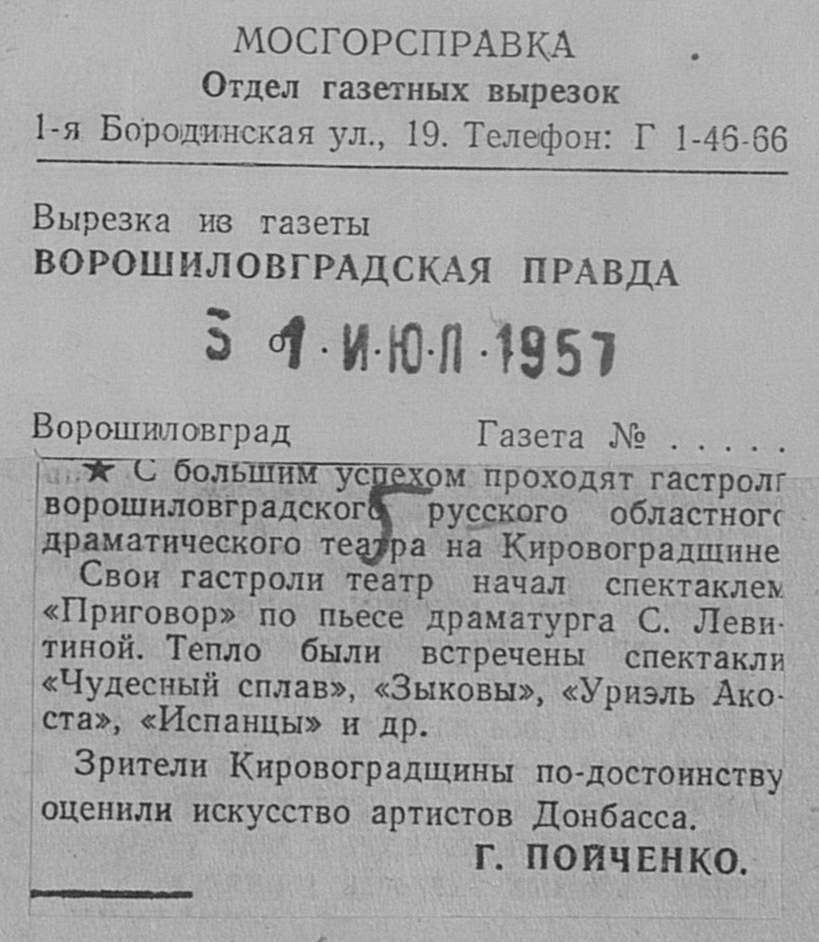 МОСГОРСПРАВКА
Отдел газетных вырезок
1-я Бородинская ул., 19. Телефон: Г 1-46-66
Вырезка из газеты
ВОРОШИЛОВГРАДСКАЯ ПРАВДА
3 1 · И·Ю·Л · 1957
Ворошиловград Газета № . . . . .
★ С большим успехом проходят гастрол
ворошиловградского русского областного
драматического театра на Кировоградщине
Свои гастроли театр начал спектаклем
«Приговор» по пьесе драматурга С. Леви-
тиной. Тепло были встречены спектакли
«Чудесный сплав», «Зыковы», «Уриэль Ако-
ста», «Испанцы» и др.
Зрители Кировоградщины по-достоинству
оценили искусство артистов Донбасса.
Г. ПОЙЧЕНКО.